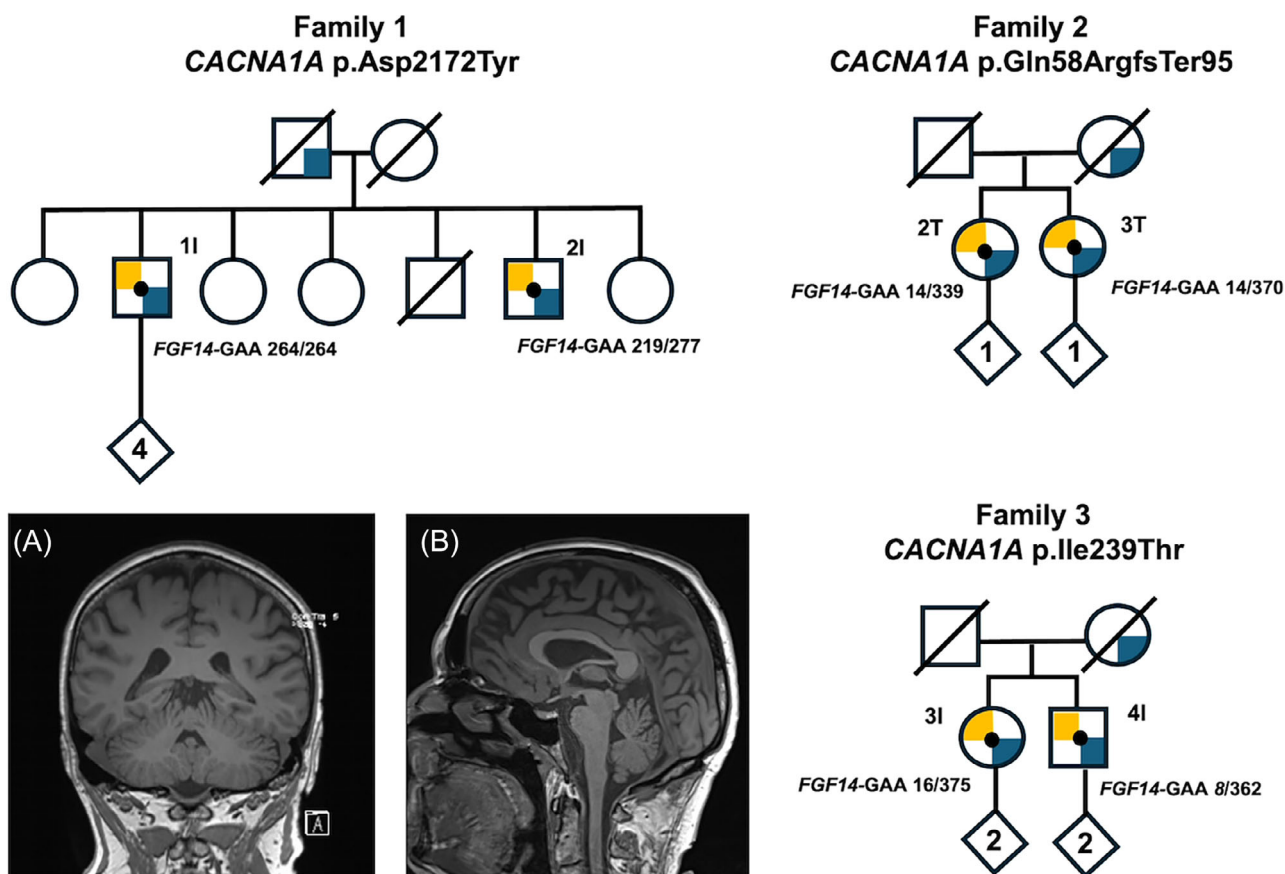 Family 1
CACNA1A p.Asp2172Tyr
1I
2I
FGF14-GAA 264/264
FGF14-GAA 219/277
4
Family 2
CACNA1A p.Gln58ArgfsTer95
2T
3T
FGF14-GAA 14/339
FGF14-GAA 14/370
1
1
(A)
A
(B)
Family 3
CACNA1A p.Ile239Thr
3I
4I
FGF14-GAA 16/375
FGF14-GAA 8/362
2
2